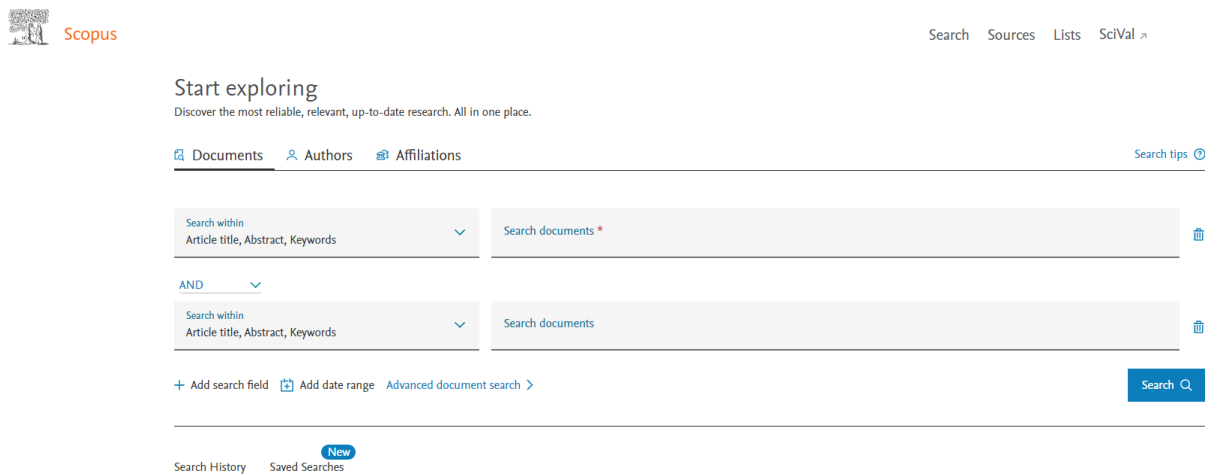 Scopus
Search Sources Lists SciVal ↗
Start exploring
Discover the most reliable, relevant, up-to-date research. All in one place.
Documents Authors Affiliations
Search tips
Search within
Article title, Abstract, Keywords
Search documents *
AND
Search within
Article title, Abstract, Keywords
Search documents
+ Add search field Add date range Advanced document search >
Search
New
Search History Saved Searches